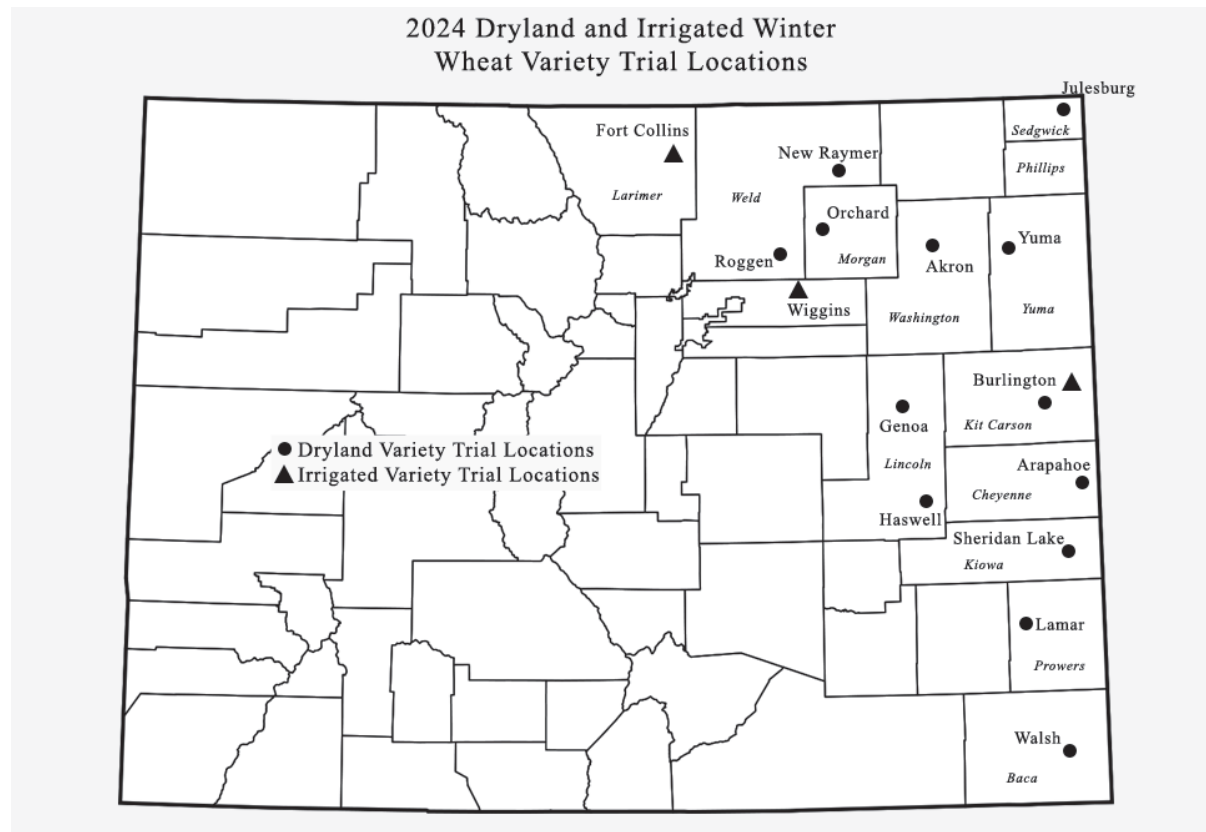 2024 Dryland and Irrigated Winter
Wheat Variety Trial Locations
Julesburg
Sedgwick
Phillips
Fort Collins
Larimer
New Raymer
Weld
Orchard
Morgan
Roggen
Akron
Washington
Yuma
Yuma
Wiggins
Burlington
Kit Carson
Genoa
Lincoln
Haswell
Arapahoe
Cheyenne
Sheridan Lake
Kiowa
Dryland Variety Trial Locations
Irrigated Variety Trial Locations
Lamar
Prowers
Walsh
Baca